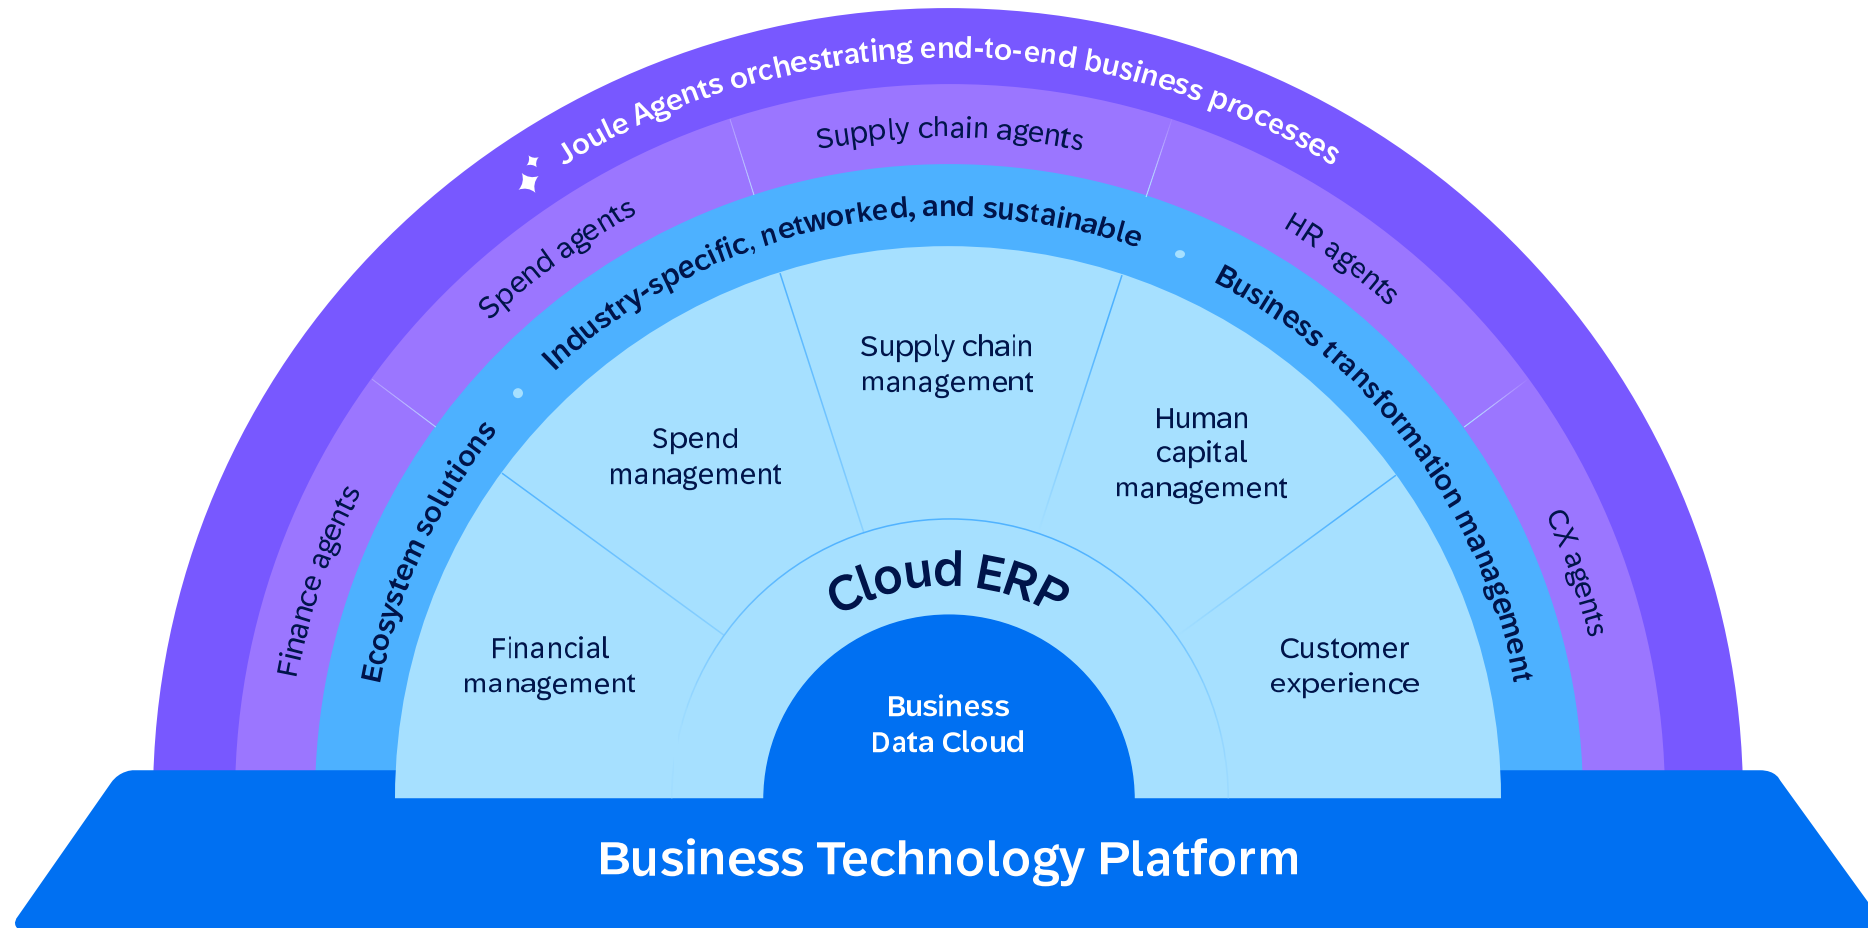 Joule Agents orchestrating end-to-end business processes
Finance agents
Spend agents
Supply chain agents
HR agents
CX agents
Ecosystem solutions • Industry-specific, networked, and sustainable • Business transformation management
Financial
management
Spend
management
Supply chain
management
Human
capital
management
Customer
experience
Cloud ERP
Business
Data Cloud
Business Technology Platform